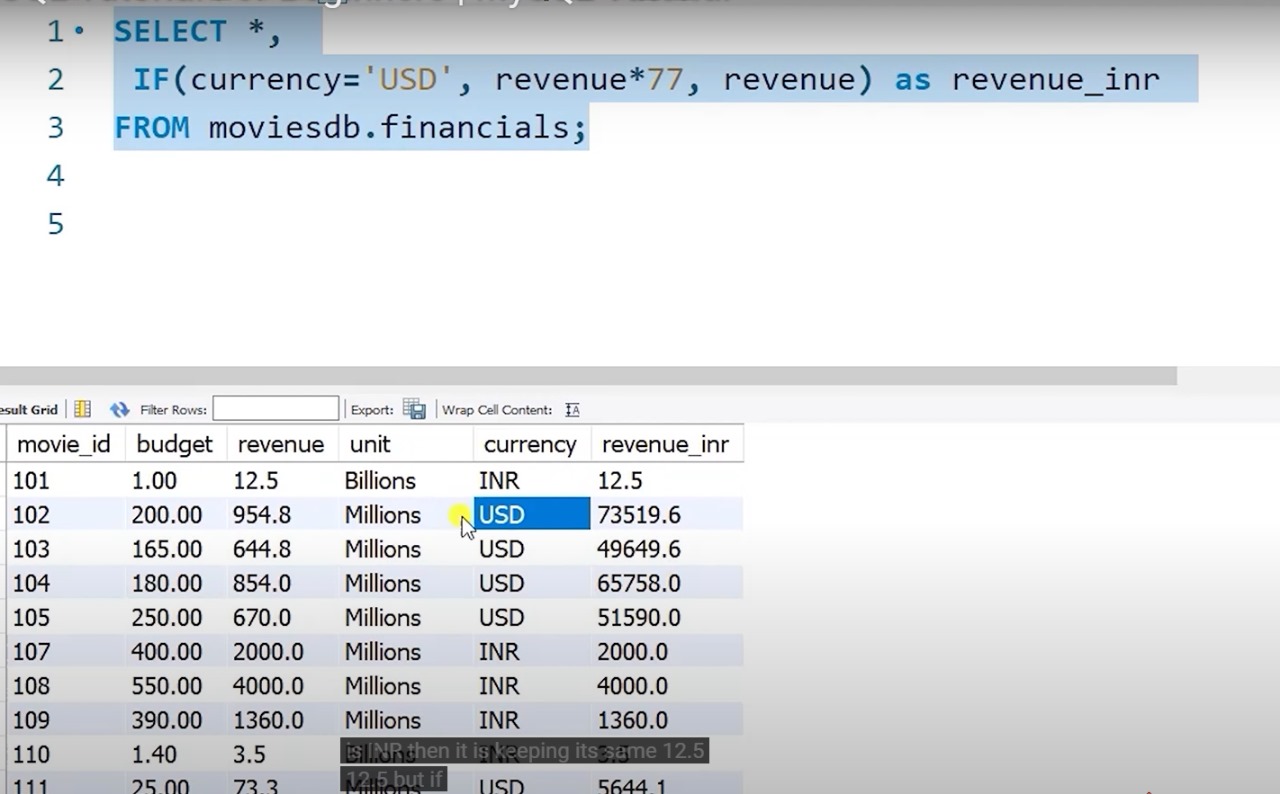 1 SELECT *,
2 IF(currency='USD', revenue*77, revenue) as revenue_inr
3 FROM moviesdb.financials;
4
5
esult Grid Filter Rows: Export: Wrap Cell Content: IA
movie_id budget revenue unit currency revenue_inr
101 1.00 12.5 Billions INR 12.5
102 200.00 954.8 Millions USD 73519.6
103 165.00 644.8 Millions USD 49649.6
104 180.00 854.0 Millions USD 65758.0
105 250.00 670.0 Millions USD 51590.0
107 400.00 2000.0 Millions INR 2000.0
108 550.00 4000.0 Millions INR 4000.0
109 390.00 1360.0 Millions INR 1360.0
110 1.40 3.5 Billions INR 3.5
is INR then it is keeping its same 12.5
111 25.00 73.3 Millions USD 5644.1
12.5 but if